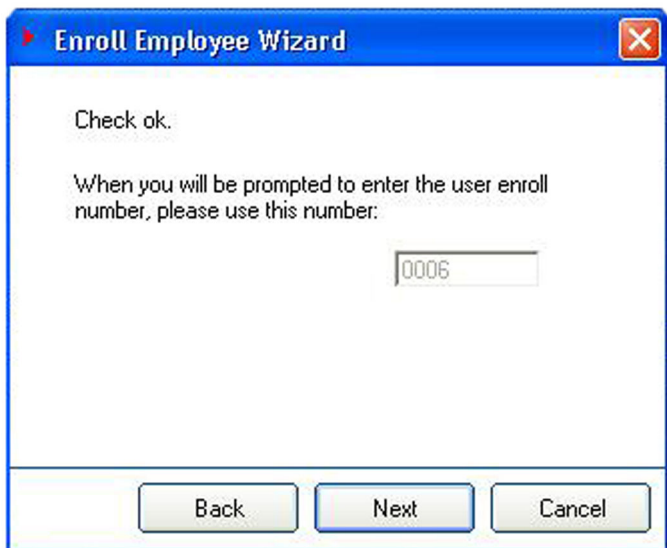 Enroll Employee Wizard
Check ok.
When you will be prompted to enter the user enroll
number, please use this number:
0006
Back Next Cancel